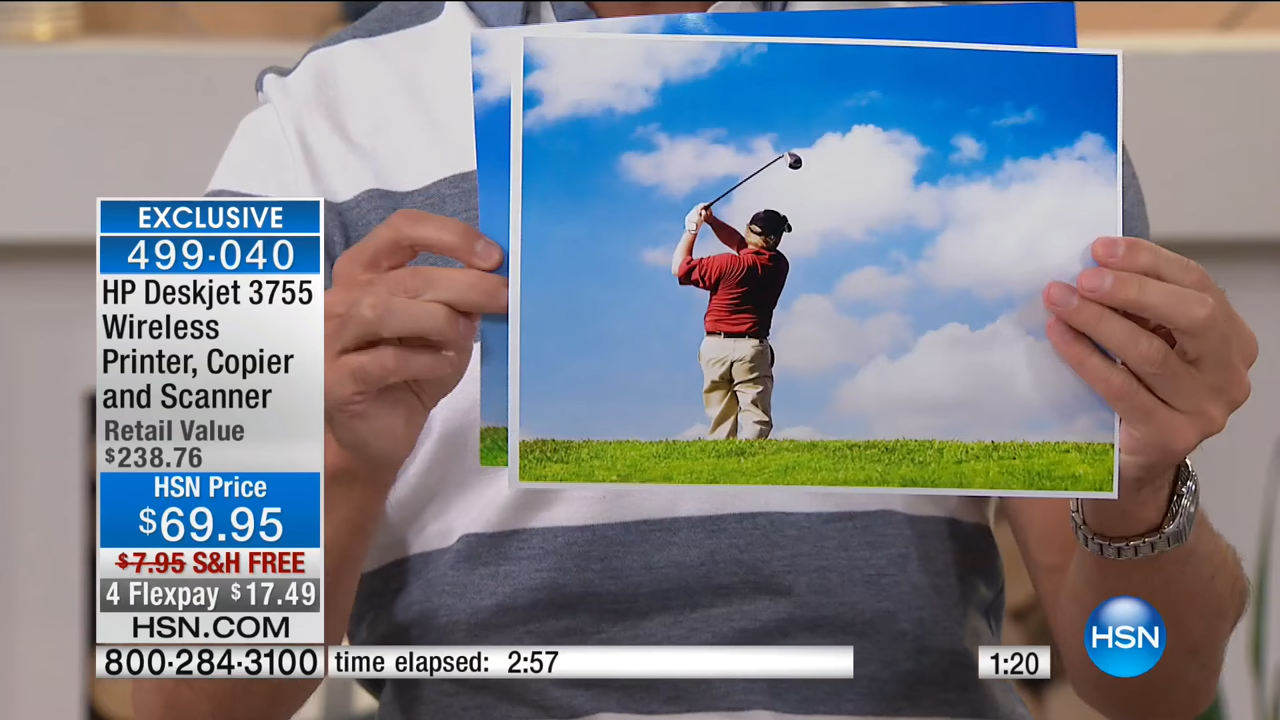 EXCLUSIVE
499·040
HP Deskjet 3755
Wireless
Printer, Copier
and Scanner
Retail Value
$238.76
HSN Price
$69.95
$7.95 S&H FREE
4 Flexpay $17.49
HSN.COM
800·284·3100
time elapsed: 2:57
1:20
HSN